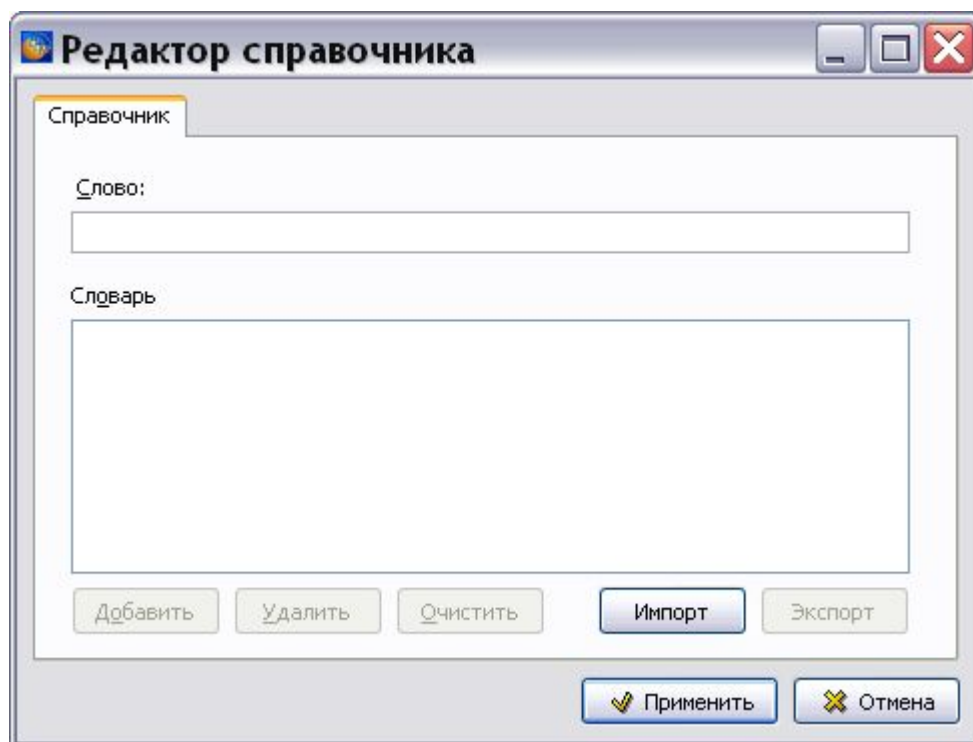 Редактор справочника
Справочник
Слово:
Словарь
Добавить Удалить Очистить Импорт Экспорт
Применить Отмена